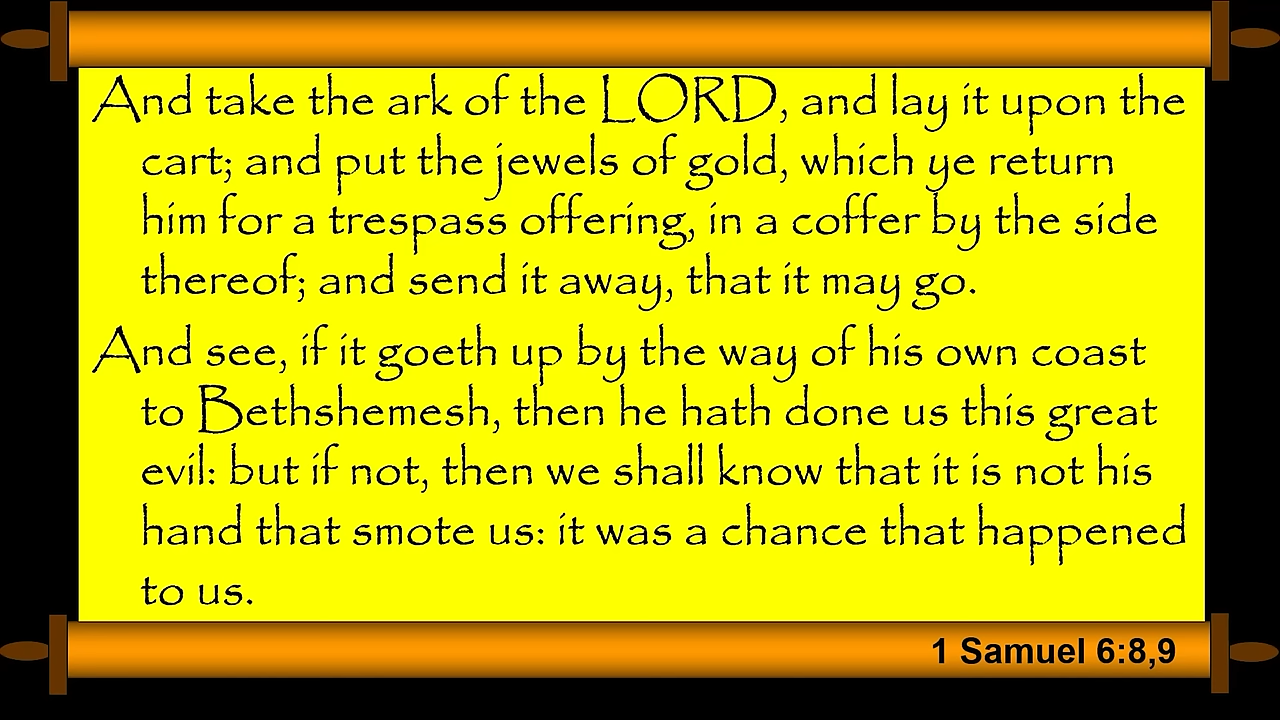 And take the ark of the LORD, and lay it upon the
cart; and put the jewels of gold, which ye return
him for a trespass offering, in a coffer by the side
thereof; and send it away, that it may go.
And see, if it goeth up by the way of his own coast
to Bethshemesh, then he hath done us this great
evil: but if not, then we shall know that it is not his
hand that smote us: it was a chance that happened
to us.
1 Samuel 6:8,9